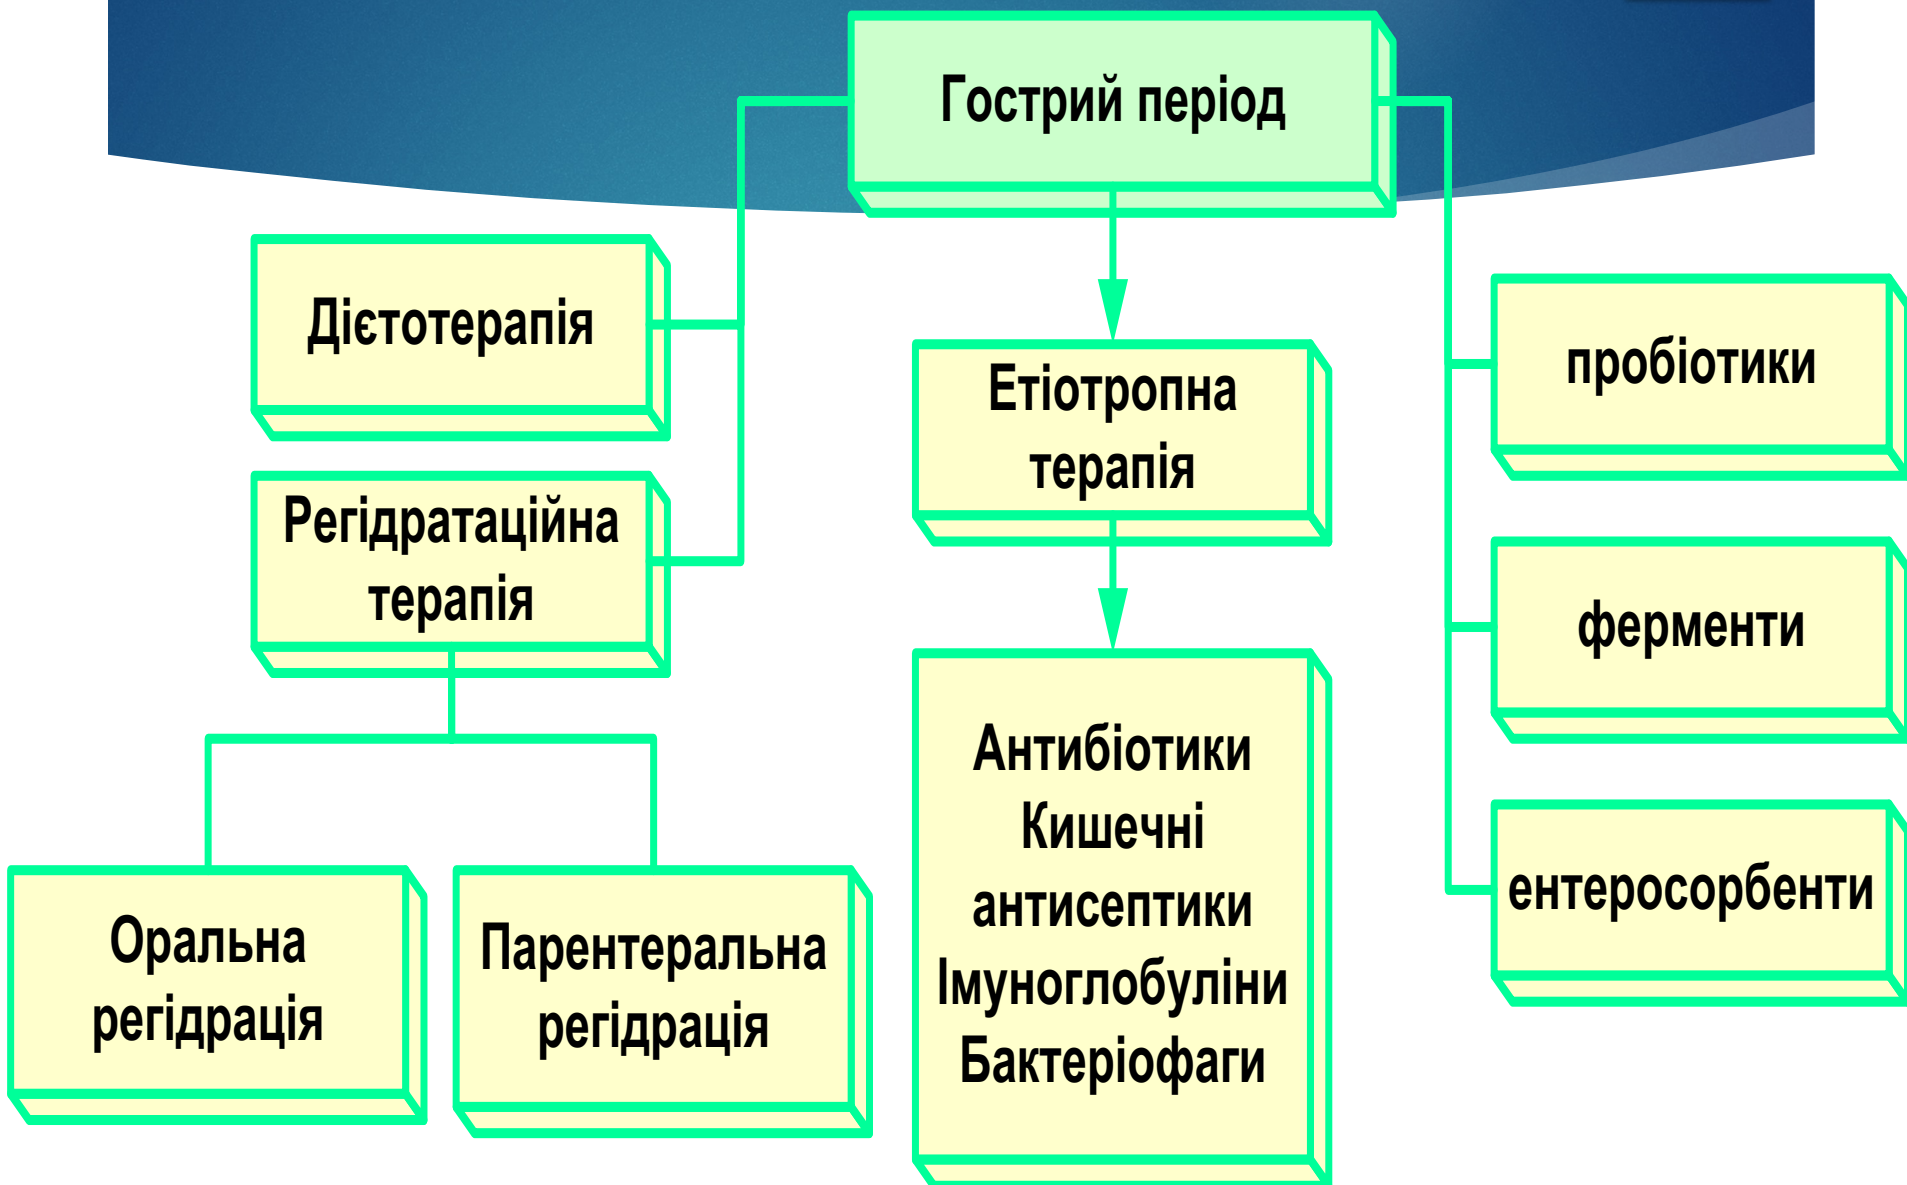 Гострий період
Дієтотерапія
Регідратаційна
терапія
Оральна
регідрація
Парентеральна
регідрація
Етіотропна
терапія
Антибіотики
Кишечні
антисептики
Імуноглобуліни
Бактеріофаги
пробіотики
ферменти
ентеросорбенти